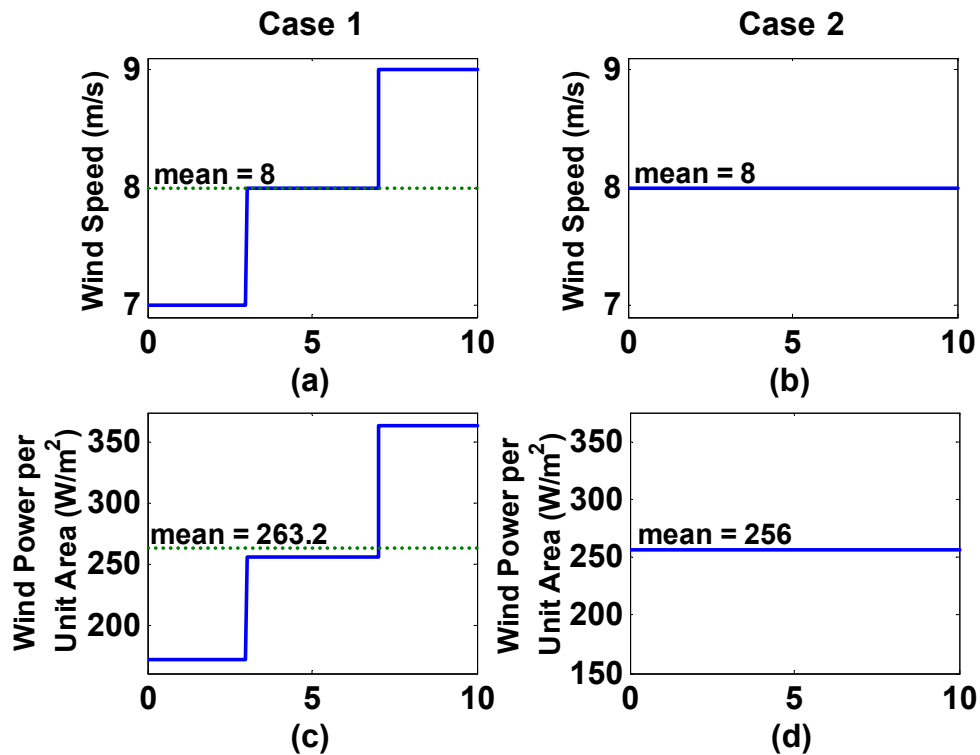 Case 1
Case 2
Wind Speed (m/s)
9
8
7
mean = 8
0
5
10
(a)
Wind Speed (m/s)
9
8
7
mean = 8
0
5
10
(b)
Wind Power per
Unit Area (W/m²)
350
300
250
200
mean = 263.2
0
5
10
(c)
Wind Power per
Unit Area (W/m²)
350
300
250
200
150
mean = 256
0
5
10
(d)